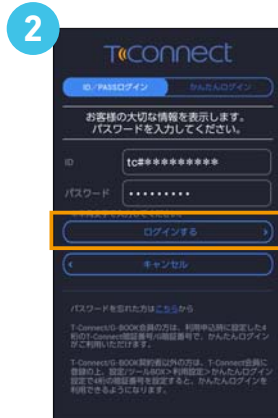 2
T-CONNECT
ID/PASSログイン
かんたんログイン
お客様の大切な情報を表示します。
パスワードを入力してください。
ID
tc#*********
パスワード
•••••••••
ログインする
キャンセル
パスワードを忘れた方はこちらから
T-Connect/G-BOOK会員の方は、利用申込時に設定した4
桁のT-Connect認証番号/G暗証番号で、かんたんログイン
がご利用いただけます。
T-Connect/G-BOOK契約者以外の方は、T-Connect会員に
登録の上、設定/ツールBOX>利用設定>かんたんログイン
設定で4桁の暗証番号を設定すると、かんたんログインを
利用できるようになります。